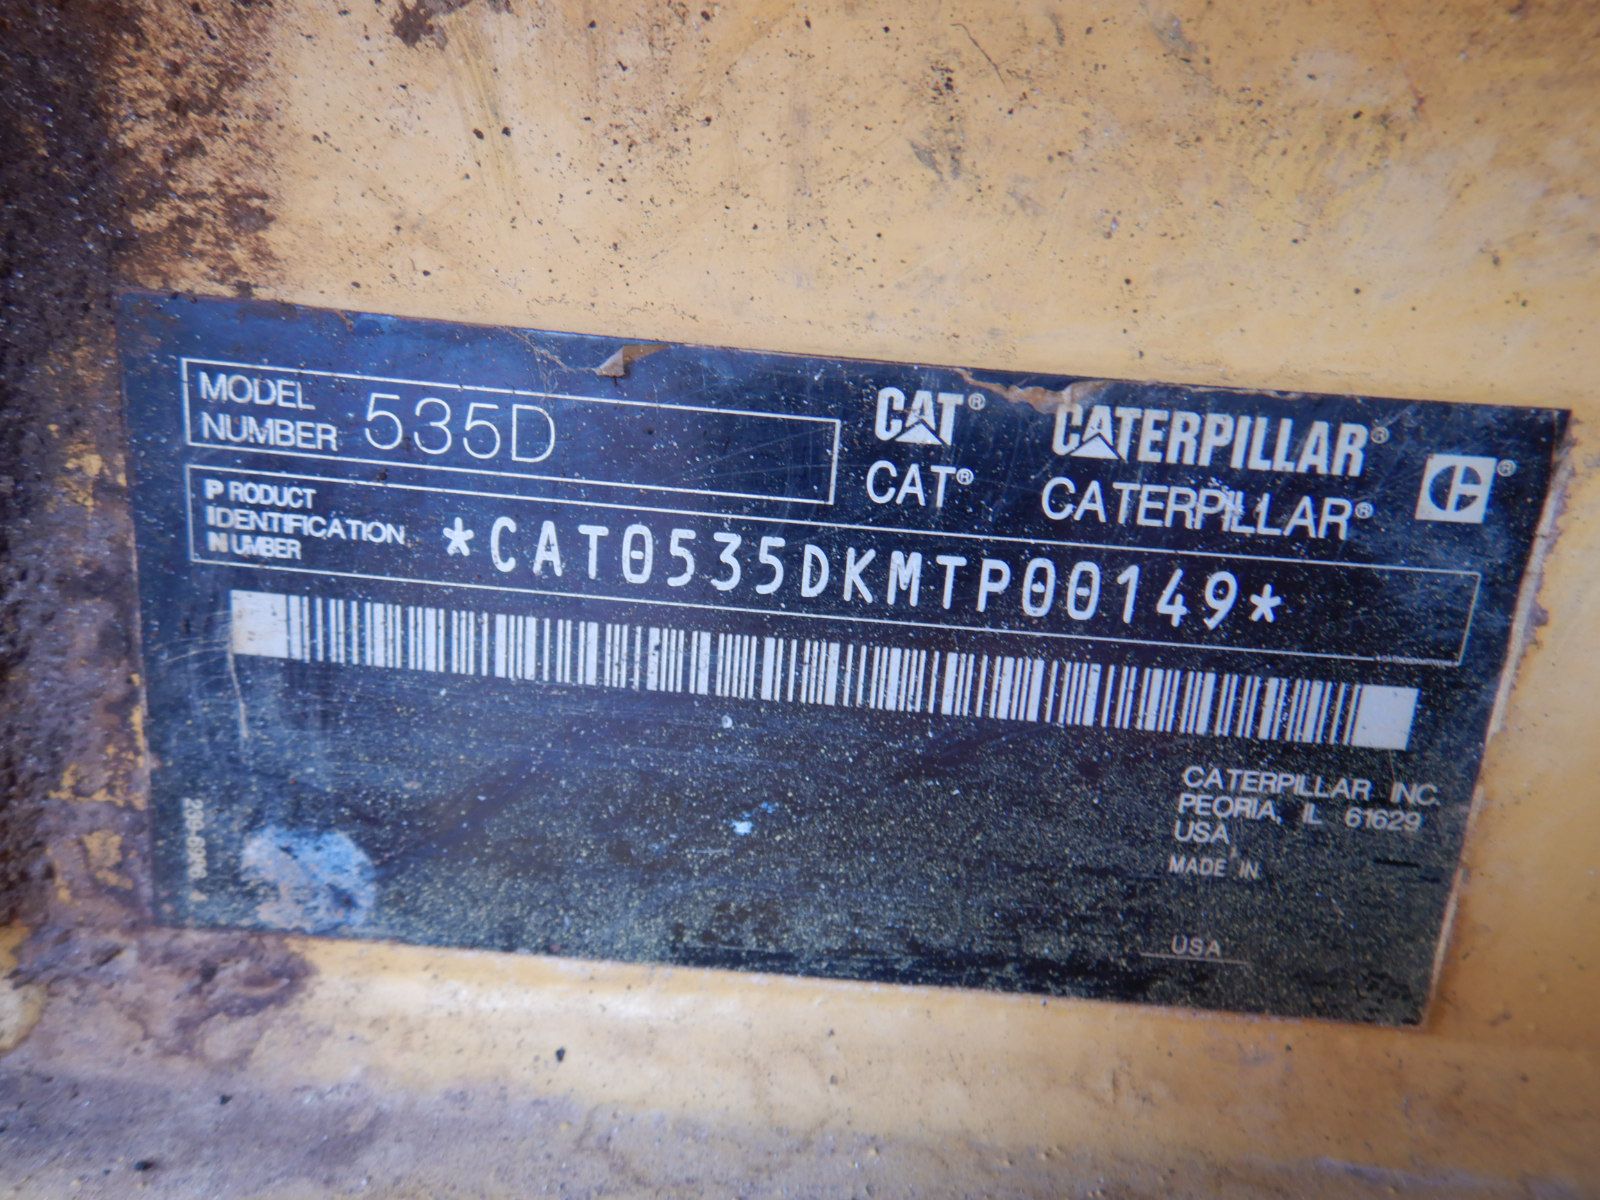 MODEL
NUMBER 535D
PRODUCT
IDENTIFICATION
NUMBER
*CAT0535DKMTP00149*
CAT® CATERPILLAR®
CAT® CATERPILLAR®
CATERPILLAR INC.
PEORIA, IL 61629
USA
MADE IN
USA